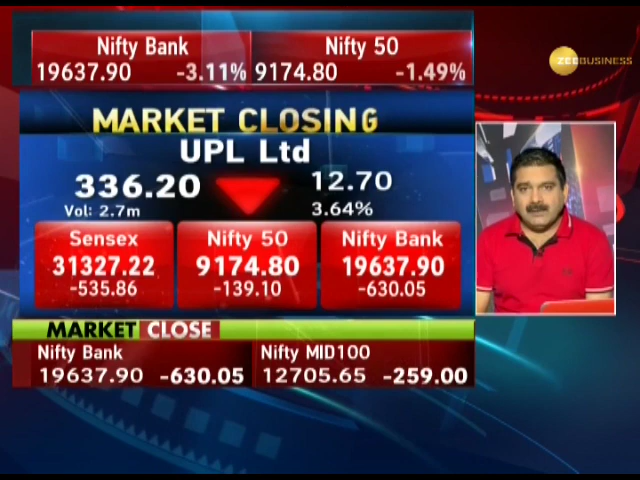 Nifty Bank
19637.90 -3.11%
Nifty 50
9174.80 -1.49%
ZEEBUSINESS
MARKET CLOSING
UPL Ltd
336.20 12.70
Vol: 2.7m 3.64%
Sensex
31327.22
-535.86
Nifty 50
9174.80
-139.10
Nifty Bank
19637.90
-630.05
MARKET CLOSE
Nifty Bank
19637.90 -630.05
Nifty MID100
12705.65 -259.00